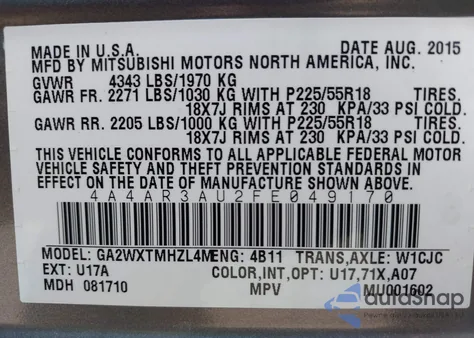 MADE IN U.S.A. DATE AUG. 2015
MFD BY MITSUBISHI MOTORS NORTH AMERICA, INC.
GVWR 4343 LBS/1970 KG
GAWR FR. 2271 LBS/1030 KG WITH P225/55R18 TIRES.
18X7J RIMS AT 230 KPA/33 PSI COLD.
GAWR RR. 2205 LBS/1000 KG WITH P225/55R18 TIRES.
18X7J RIMS AT 230 KPA/33 PSI COLD.
THIS VEHICLE CONFORMS TO ALL APPLICABLE FEDERAL MOTOR
VEHICLE SAFETY AND THEFT PREVENTION STANDARDS IN
EFFECT ON THE DATE OF MANUFACTURE SHOWN ABOVE.
4A4AR3AU2FE049170
MODEL: GA2WXTMHZL4MENG: 4B11 TRANS,AXLE: W1CJC
EXT: U17A COLOR,INT,OPT: U17,71X,A07
MDH 081710 MPV MU001602
autosnap